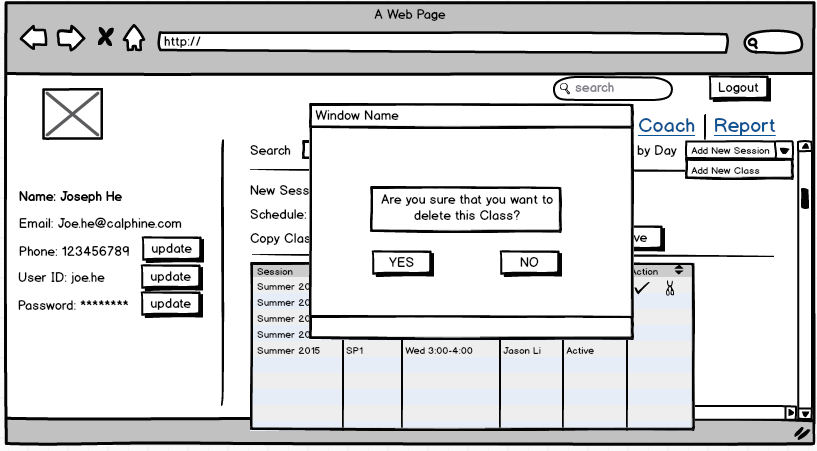 A Web Page
http://
search
Logout
Window Name
Coach
Report
Search
by Day
Add New Session
Add New Class
Name: Joseph He
Email: Joe.he@calphine.com
Phone: 123456789
update
User ID: joe.he
update
Password: ********
update
New Sess
Schedule:
Copy Clas
ve
Are you sure that you want to
delete this Class?
YES
NO
Session
ction
Summer 20
Summer 20
Summer 20
Summer 20
Summer 2015 SP1 Wed 3:00-4:00 Jason Li Active